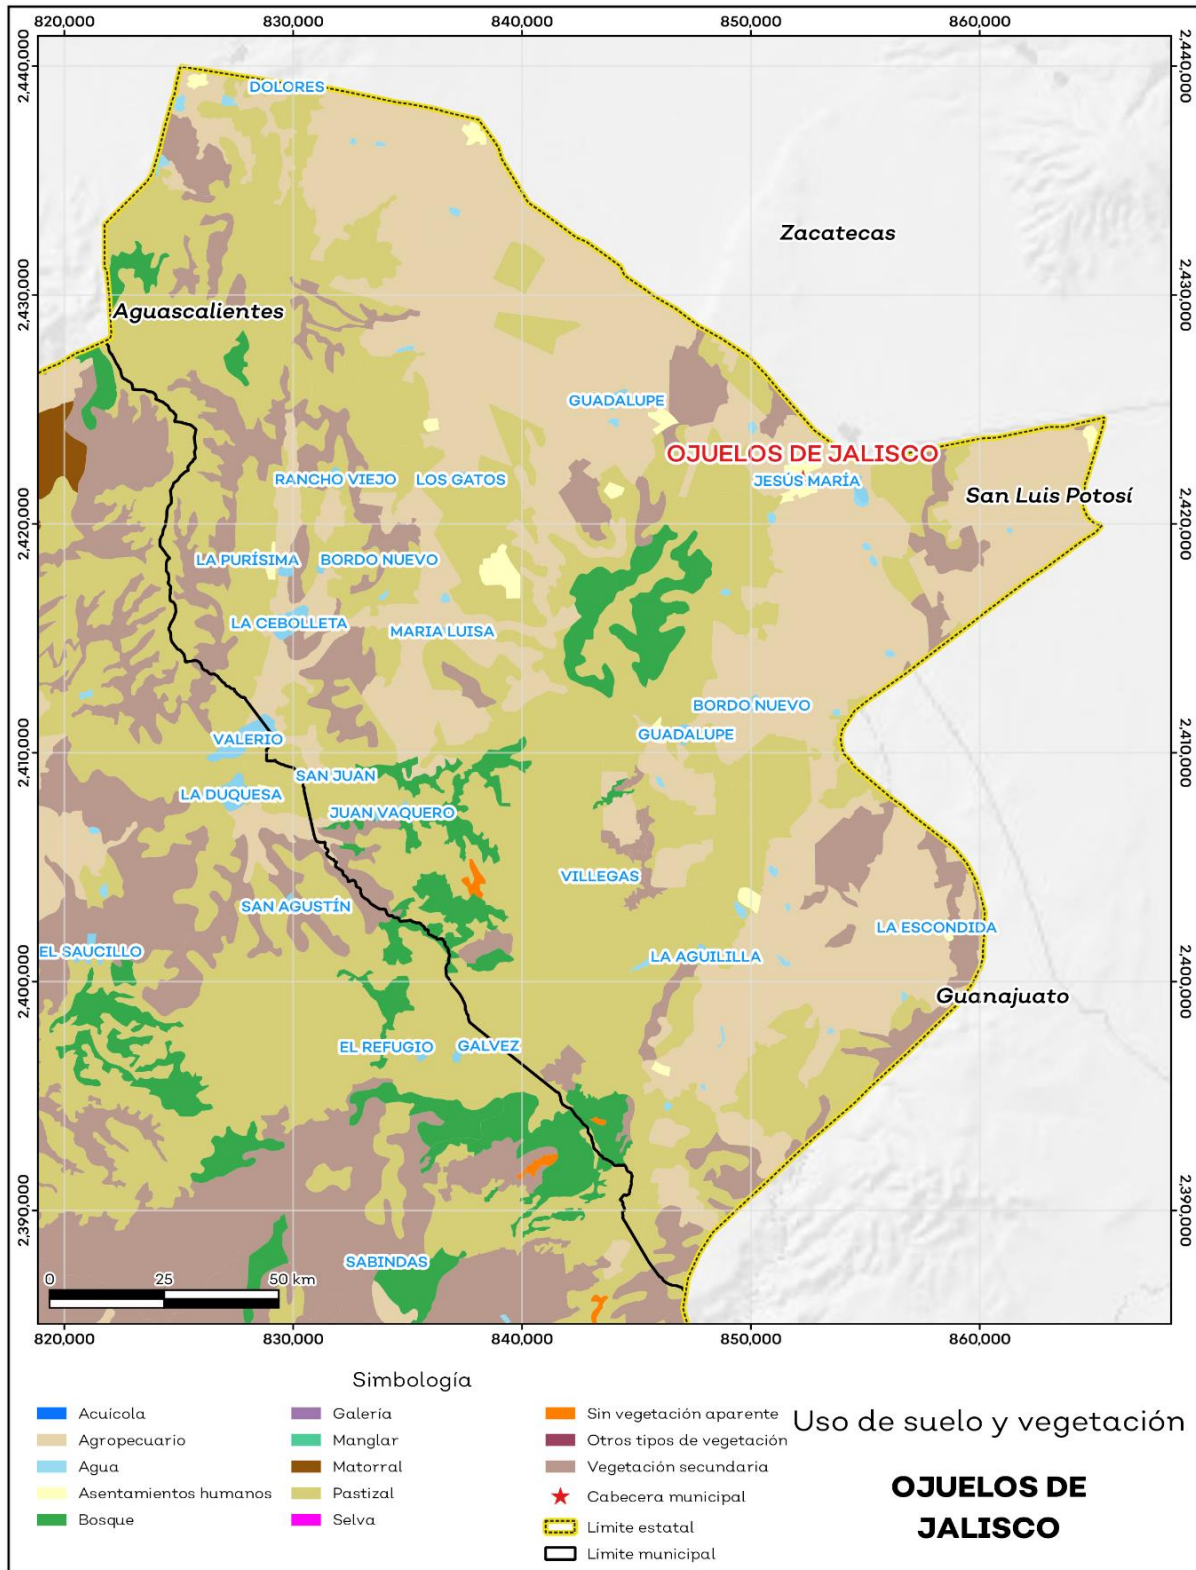 820,000 830,000 840,000 850,000 860,000
2,440,000 2,440,000
DOLORES
Zacatecas
2,430,000 2,430,000
Aguascalientes
GUADALUPE
OJUELOS DE JALISCO
RANCHO VIEJO LOS GATOS JESÚS MARÍA
San Luis Potosí
2,420,000 2,420,000
LA PURÍSIMA BORDO NUEVO
LA CEBOLLETA MARIA LUISA
BORDO NUEVO
VALERIO GUADALUPE
2,410,000 2,410,000
SAN JUAN
LA DUQUESA
JUAN VAQUERO
VILLEGAS
SAN AGUSTÍN
LA ESCONDIDA
EL SAUCILLO LA AGUILILLA
2,400,000 2,400,000
Guanajuato
EL REFUGIO GALVEZ
2,390,000 2,390,000
SABINDAS
0 25 50 km
820,000 830,000 840,000 850,000 860,000
Simbología
Acuícola
Agropecuario
Agua
Asentamientos humanos
Bosque
Galería
Manglar
Matorral
Pastizal
Selva
Sin vegetación aparente
Otros tipos de vegetación
Vegetación secundaria
Cabecera municipal
Límite estatal
Límite municipal
Uso de suelo y vegetación
OJUELOS DE
JALISCO